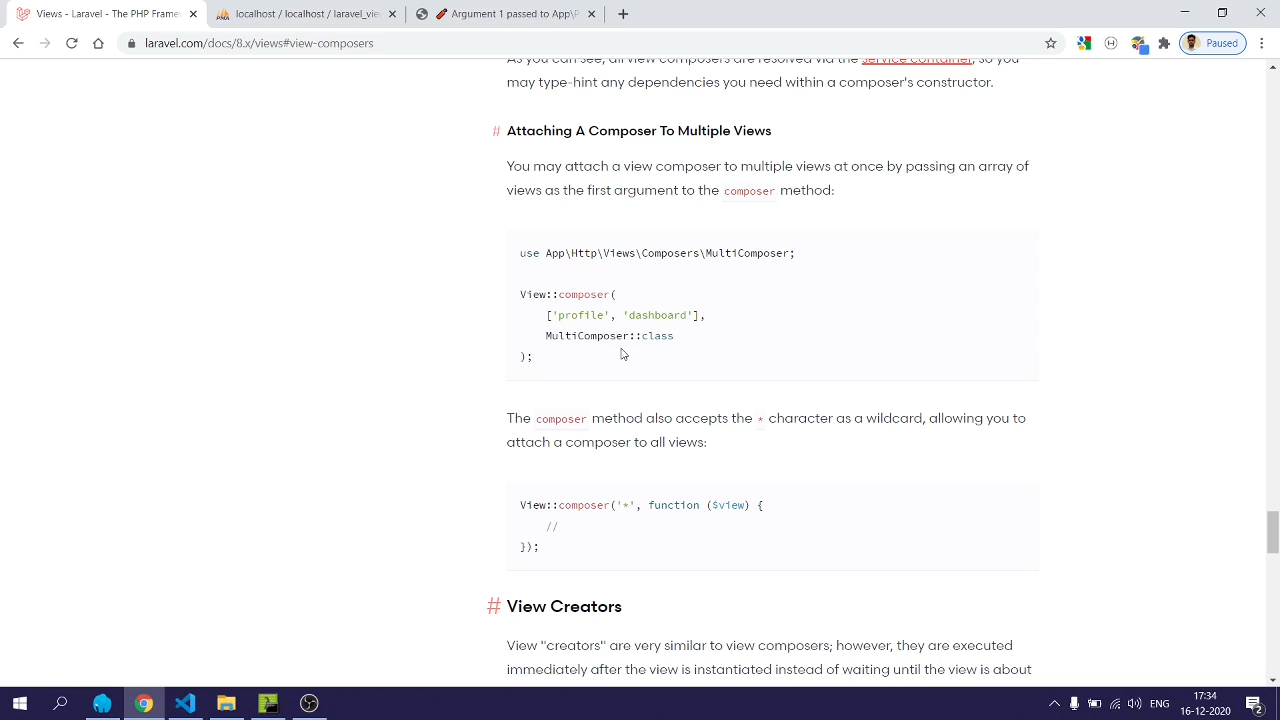 Views - Laravel - The PHP Framew
localhost / localhost / laravel_vie
Argument 1 passed to App\P
laravel.com/docs/8.x/views#view-composers
Paused
As you can see, all view composers are resolved via the service container, so you
may type-hint any dependencies you need within a composer's constructor.
# Attaching A Composer To Multiple Views
You may attach a view composer to multiple views at once by passing an array of
views as the first argument to the composer method:
use App\Http\Views\Composers\MultiComposer;
View::composer(
['profile', 'dashboard'],
MultiComposer::class
);
The composer method also accepts the * character as a wildcard, allowing you to
attach a composer to all views:
View::composer('*', function ($view) {
//
});
# View Creators
View "creators" are very similar to view composers; however, they are executed
immediately after the view is instantiated instead of waiting until the view is about
ENG
17:34
16-12-2020
2